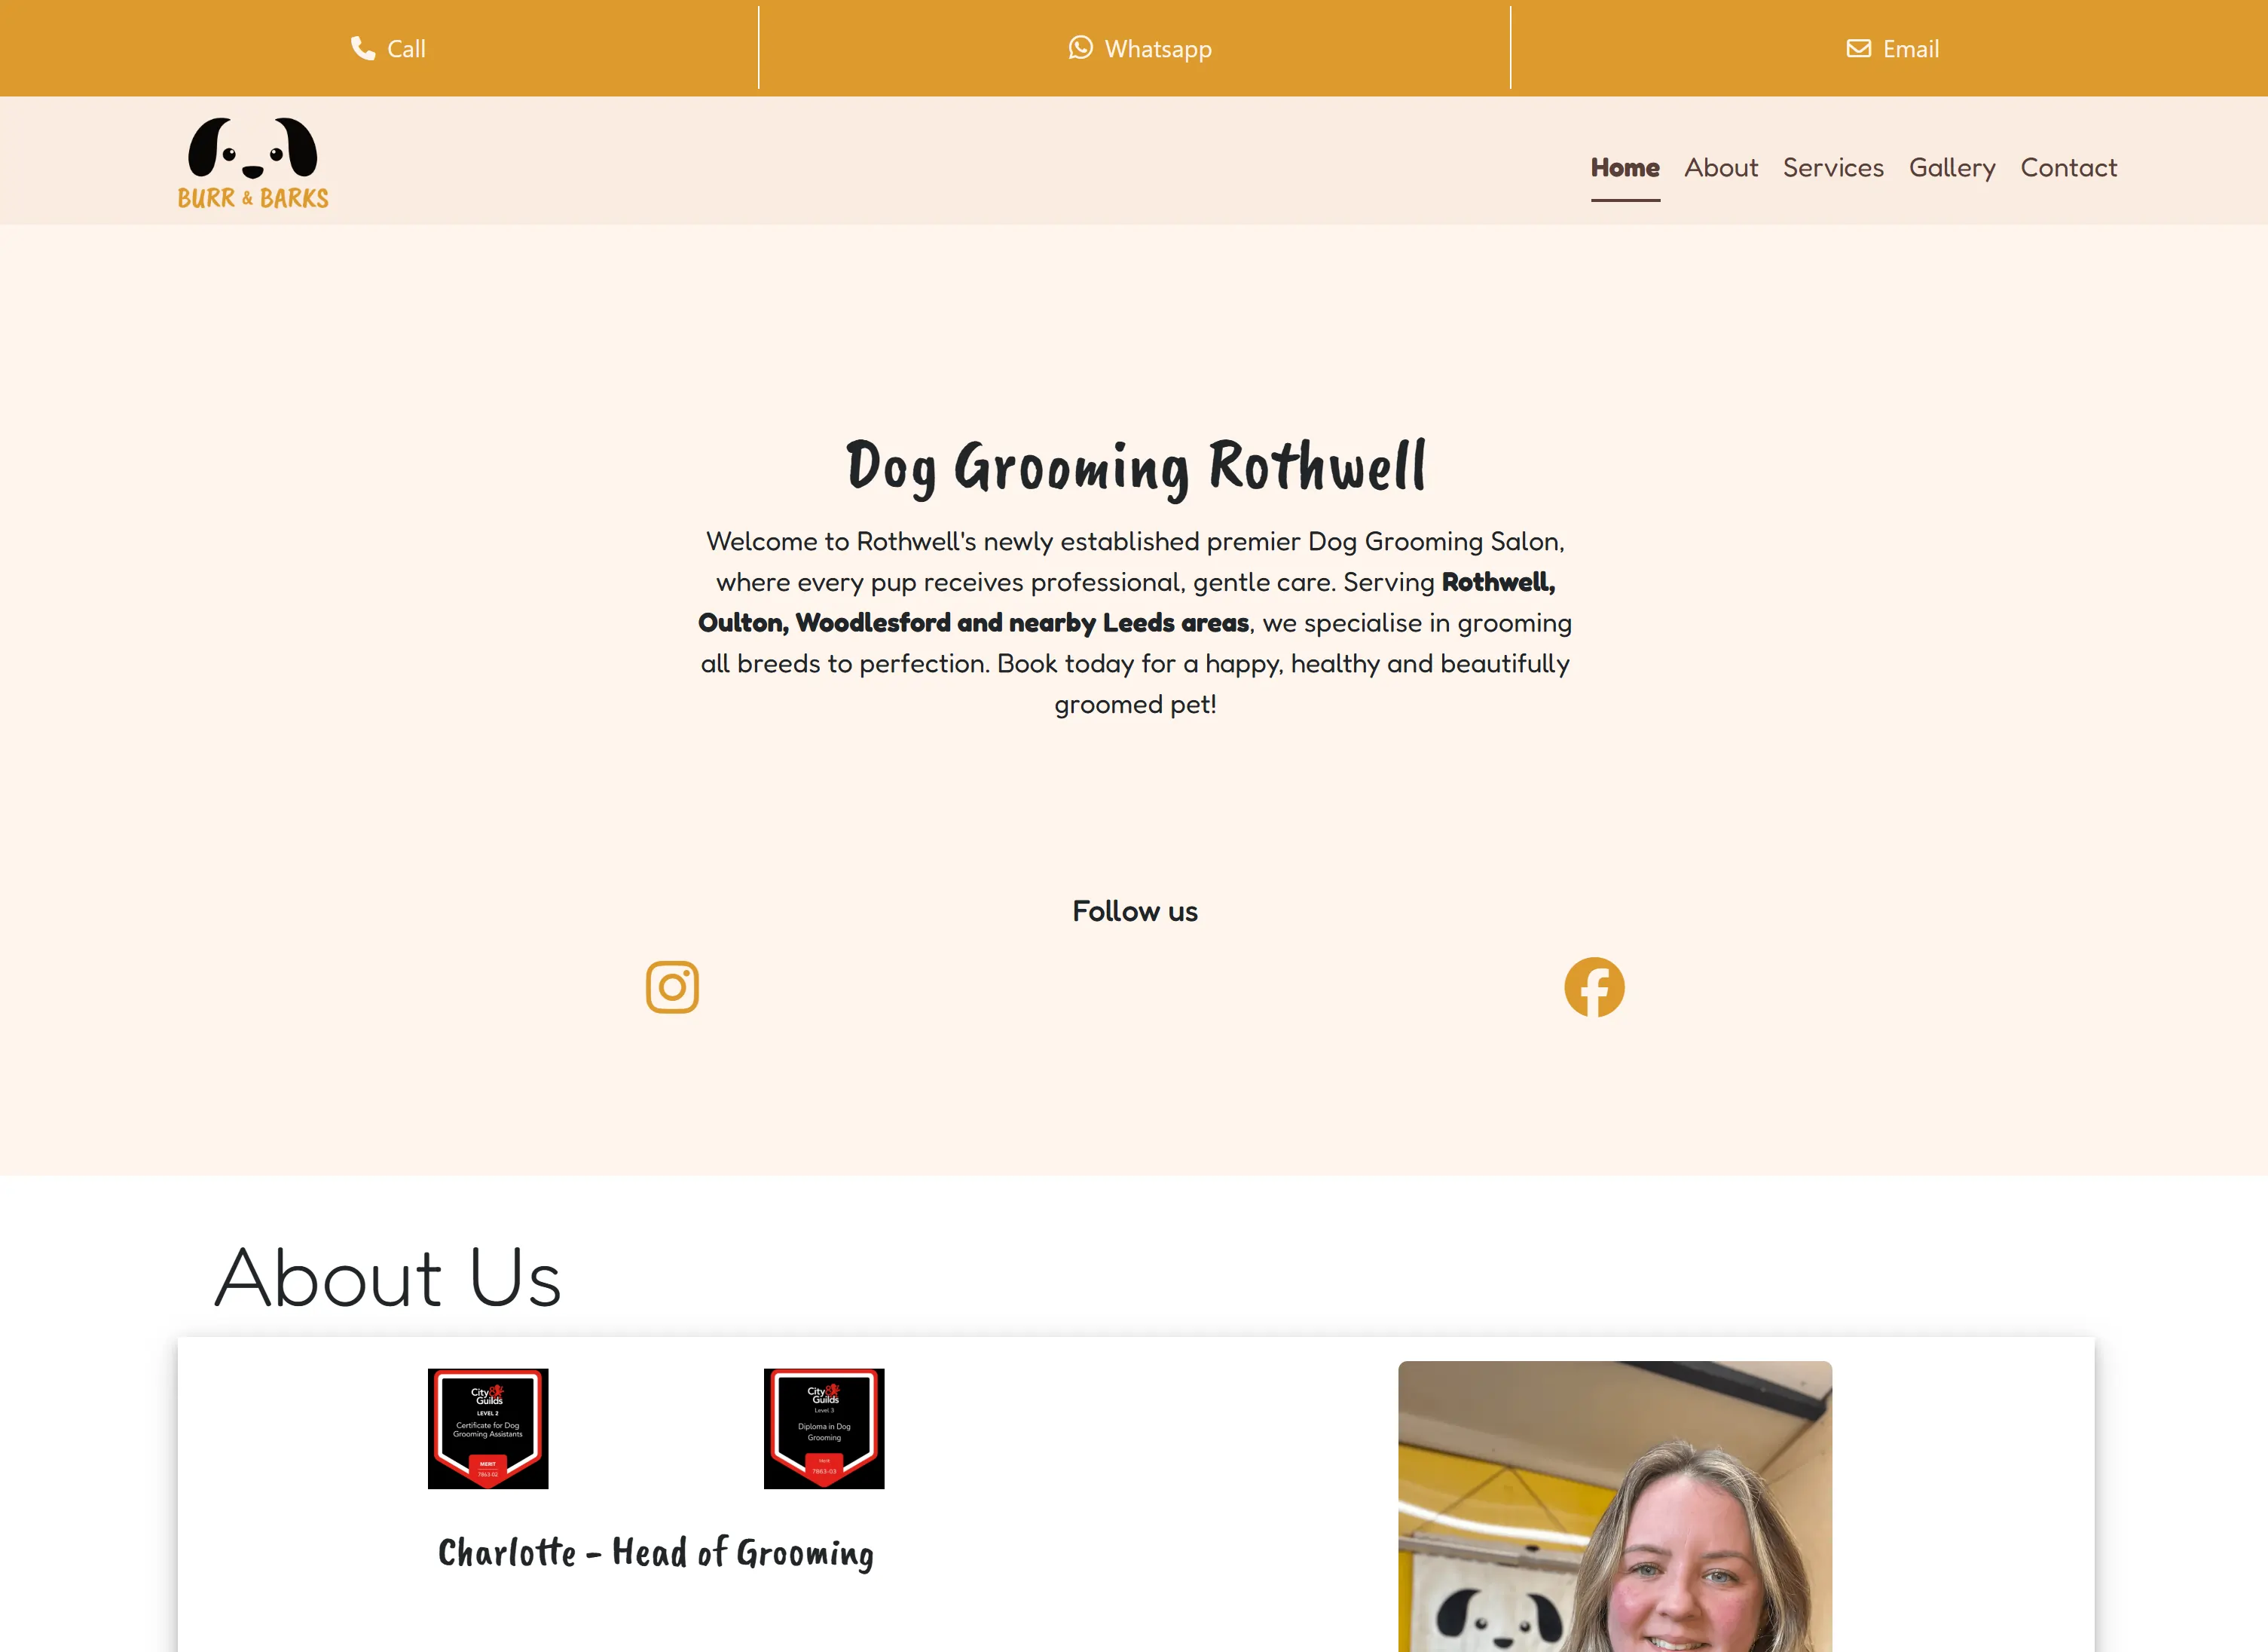 Call
Whatsapp
Email
BURR & BARKS
Home
About
Services
Gallery
Contact
Dog Grooming Rothwell
Welcome to Rothwell's newly established premier Dog Grooming Salon,
where every pup receives professional, gentle care. Serving Rothwell,
Oulton, Woodlesford and nearby Leeds areas, we specialise in grooming
all breeds to perfection. Book today for a happy, healthy and beautifully
groomed pet!
Follow us
About Us
City & Guilds
LEVEL 2
Certificate for Dog
Grooming Assistants
MERIT
7863-02
City & Guilds
Level 3
Diploma in Dog
Grooming
Merit
7863-03
Charlotte - Head of Grooming